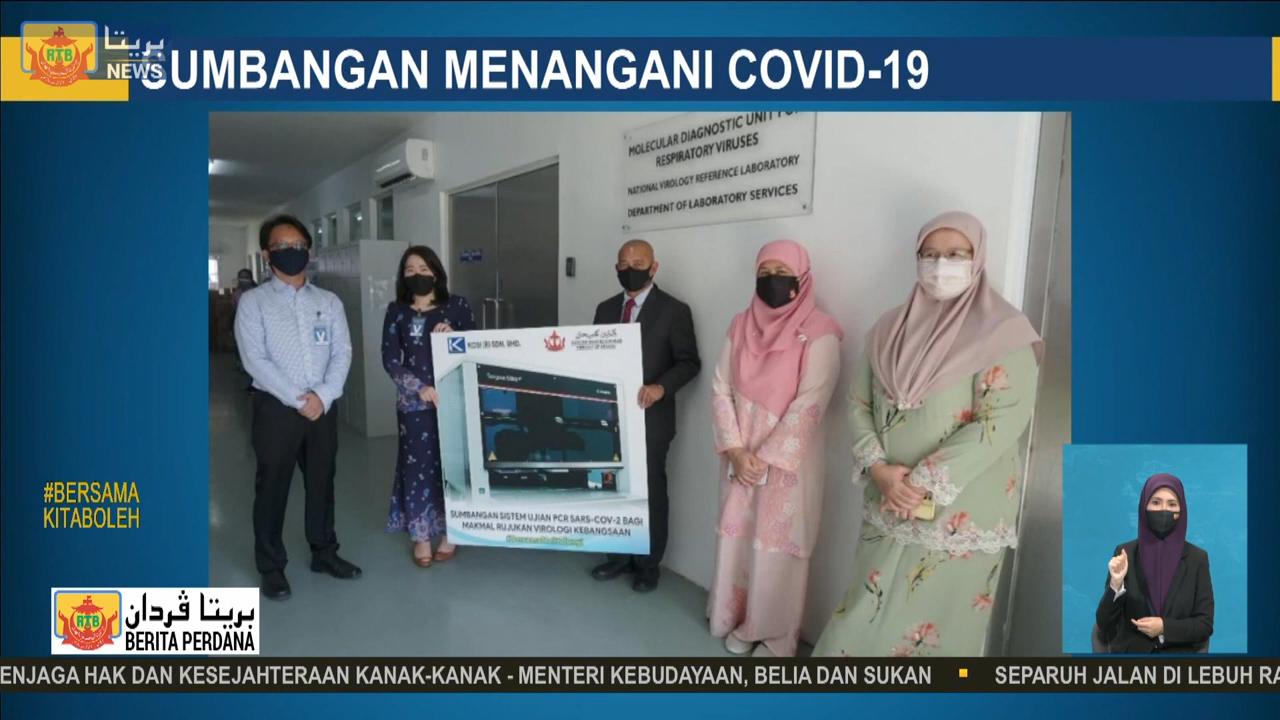 بريتا
NEWS
RTB
SUMBANGAN MENANGANI COVID-19
MOLECULAR DIAGNOSTIC UNIT FOR
RESPIRATORY VIRUSES
NATIONAL VIROLOGY REFERENCE LABORATORY
DEPARTMENT OF LABORATORY SERVICES
KOSI (B) SDN. BHD.
SUMBANGAN SISTEM UJIAN PCR SARS-COV-2 BAGI
MAKMAL RUJUKAN VIROLOGI KEBANGSAAN
#BERSAMA
KITABOLEH
RTB
بريتا ڤردان
BERITA PERDANA
ENJAGA HAK DAN KESEJAHTERAAN KANAK-KANAK - MENTERI KEBUDAYAAN, BELIA DAN SUKAN ▪ SEPARUH JALAN DI LEBUH RA